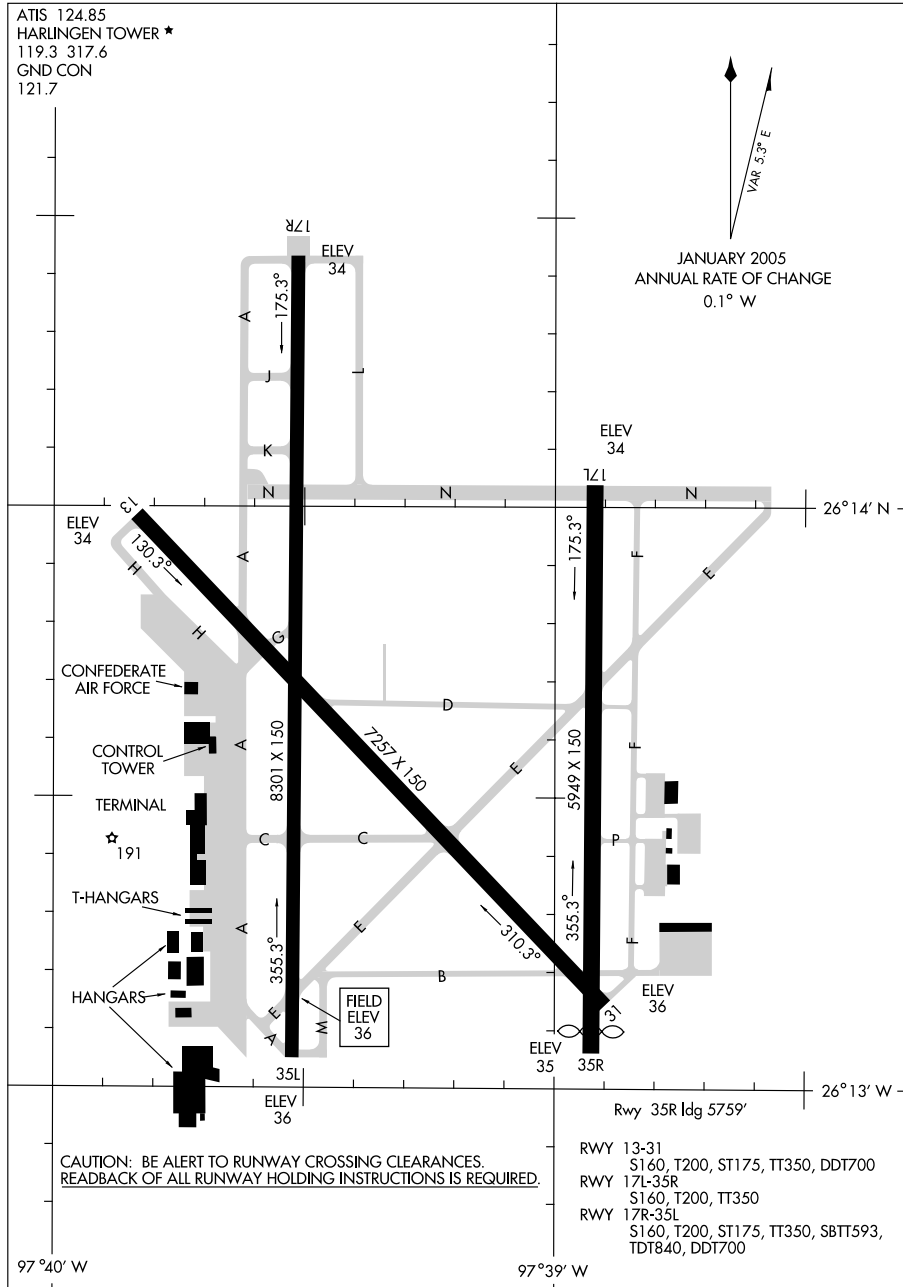 ATIS 124.85
HARLINGEN TOWER
119.3 317.6
GND CON
121.7
VAR 5.3° E
JANUARY 2005
ANNUAL RATE OF CHANGE
0.1° W
17R
ELEV
34
175.3°
A
J
L
K
ELEV
34
17L
N
N
N
26°14' N
13
ELEV
34
130.3°
H
A
175.3°
F
E
H
G
CONFEDERATE
AIR FORCE
D
CONTROL
TOWER
A
8301 X 150
7257 X 150
E
5949 X 150
F
TERMINAL
191
C
C
P
T-HANGARS
A
355.3°
E
310.3°
355.3°
F
B
HANGARS
E
A
M
FIELD
ELEV
36
31
ELEV
36
ELEV
35
35R
35L
ELEV
36
26°13' W
Rwy 35R ldg 5759'
CAUTION: BE ALERT TO RUNWAY CROSSING CLEARANCES.
READBACK OF ALL RUNWAY HOLDING INSTRUCTIONS IS REQUIRED.
RWY 13-31
S160, T200, ST175, TT350, DDT700
RWY 17L-35R
S160, T200, TT350
RWY 17R-35L
S160, T200, ST175, TT350, SBTT593,
TDT840, DDT700
97°40' W
97°39' W